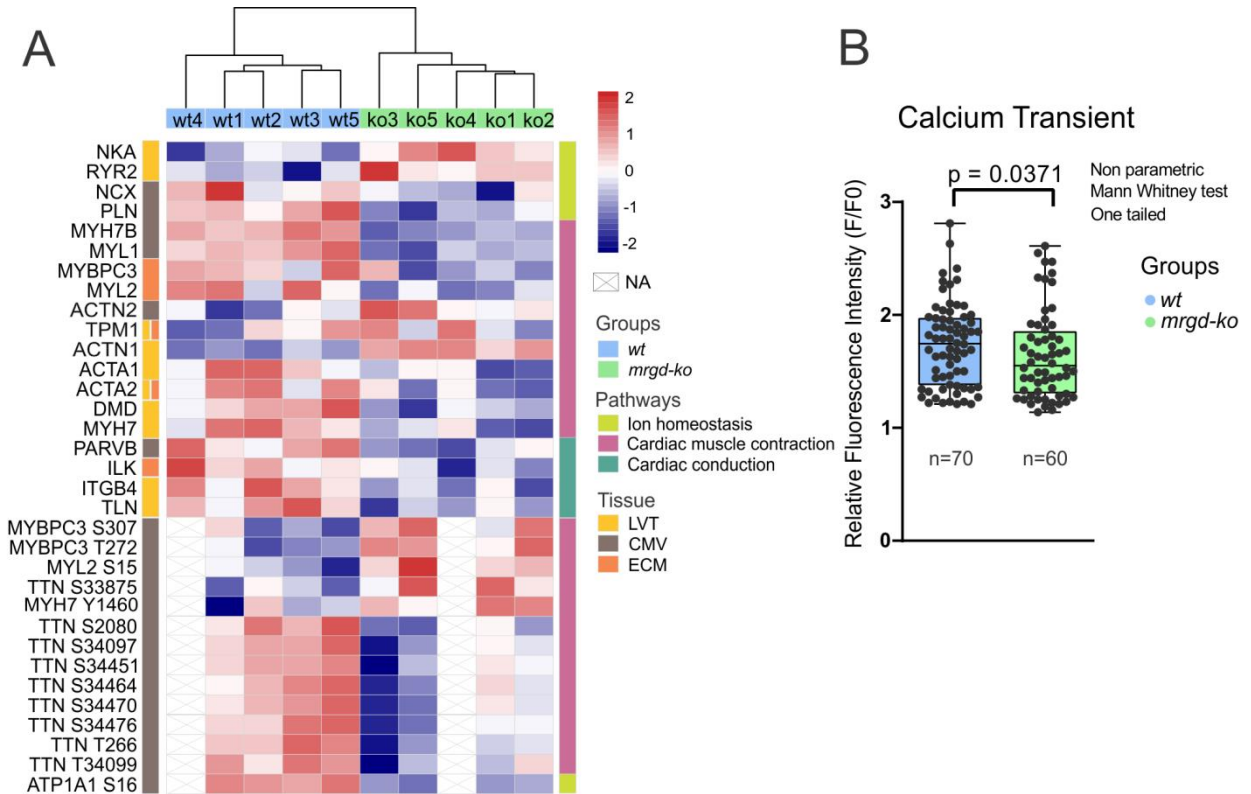 A
wt4 wt1 wt2 wt3 wt5 ko3 ko5 ko4 ko1 ko2
NKA
RYR2
NCX
PLN
MYH7B
MYL1
MYBPC3
MYL2
ACTN2
TPM1
ACTN1
ACTA1
ACTA2
DMD
MYH7
PARVB
ILK
ITGB4
TLN
MYBPC3 S307
MYBPC3 T272
MYL2 S15
TTN S33875
MYH7 Y1460
TTN S2080
TTN S34097
TTN S34451
TTN S34464
TTN S34470
TTN S34476
TTN T266
TTN T34099
ATP1A1 S16
2
1
0
-1
-2
NA
Groups
wt
mrgd-ko
Pathways
Ion homeostasis
Cardiac muscle contraction
Cardiac conduction
Tissue
LVT
CMV
ECM
B
Calcium Transient
p = 0.0371
Non parametric
Mann Whitney test
One tailed
Relative Fluorescence Intensity (F/F0)
3
2
1
0
n=70 n=60
Groups
wt
mrgd-ko